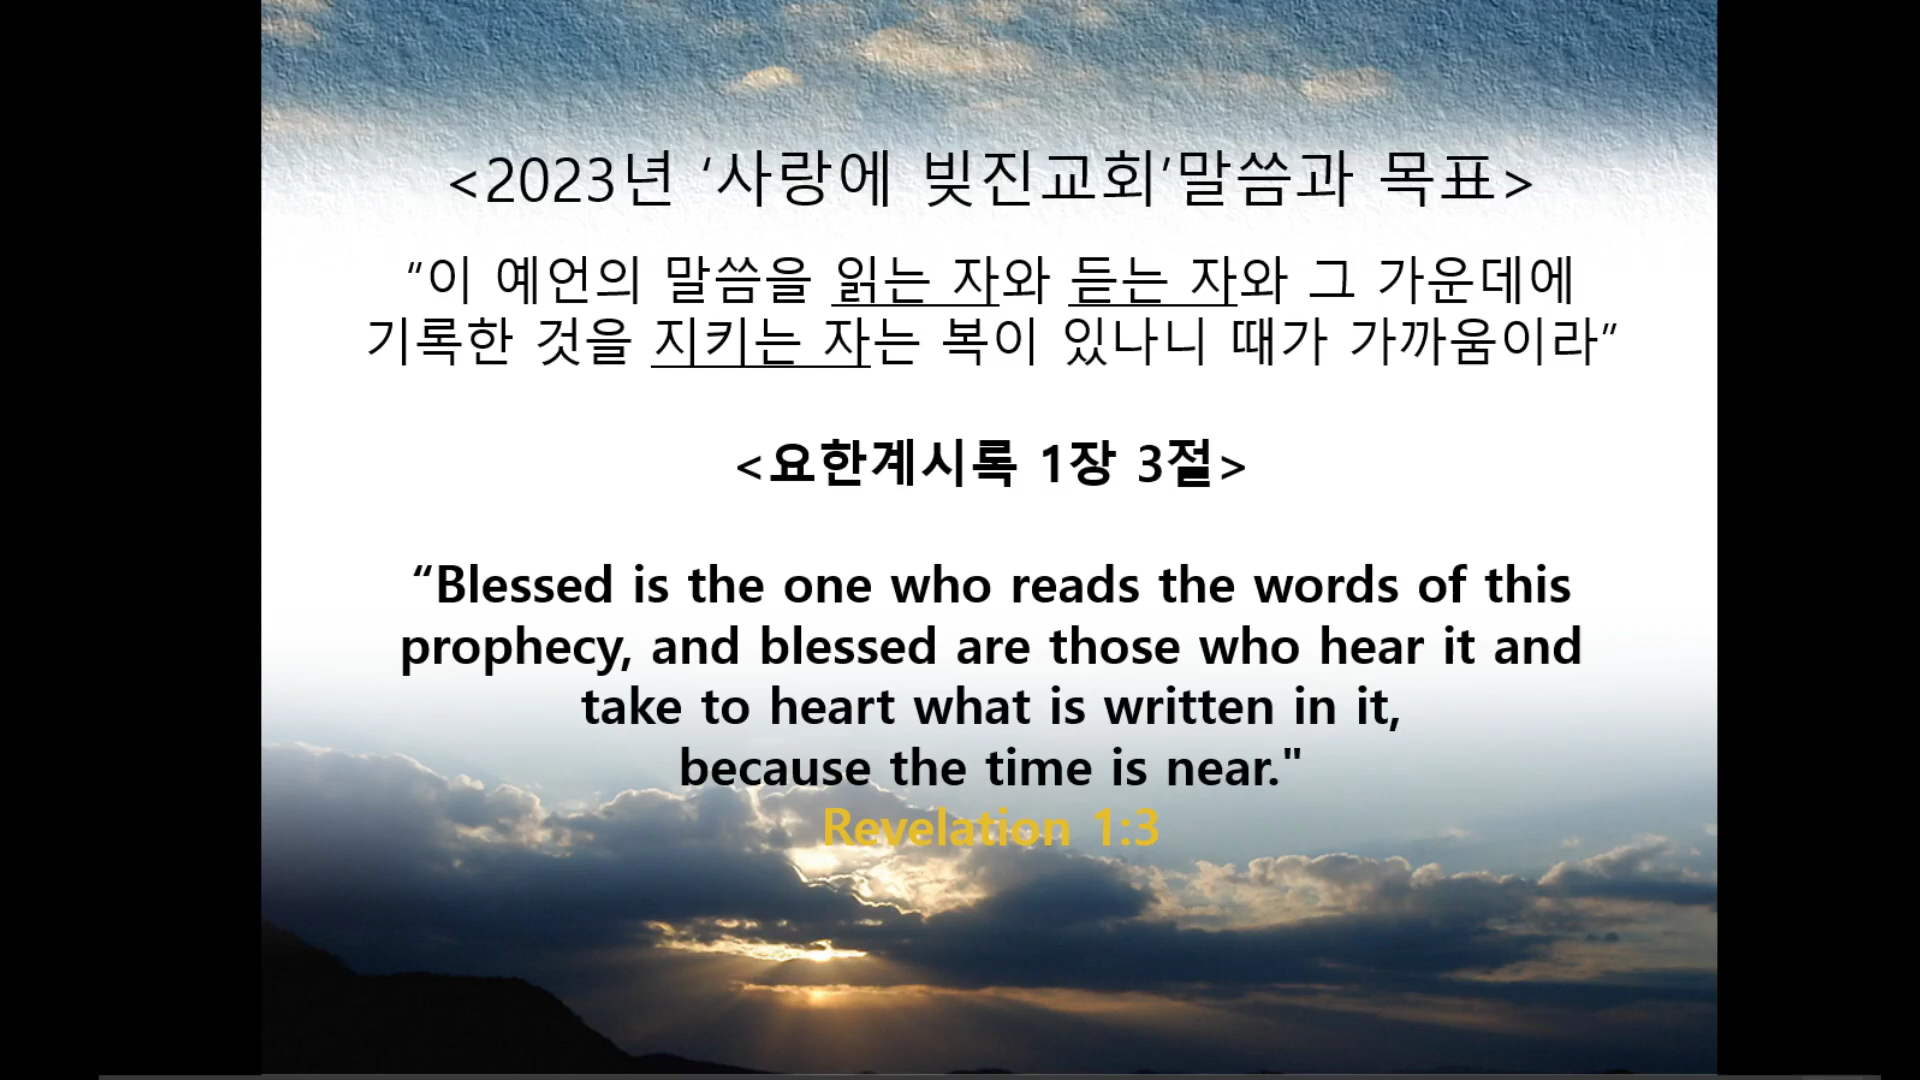 <2023년 ‘사랑에 빚진교회’말씀과 목표>
“이 예언의 말씀을 읽는 자와 듣는 자와 그 가운데에
기록한 것을 지키는 자는 복이 있나니 때가 가까움이라”
<요한계시록 1장 3절>
“Blessed is the one who reads the words of this
prophecy, and blessed are those who hear it and
take to heart what is written in it,
because the time is near."
Revelation 1:3